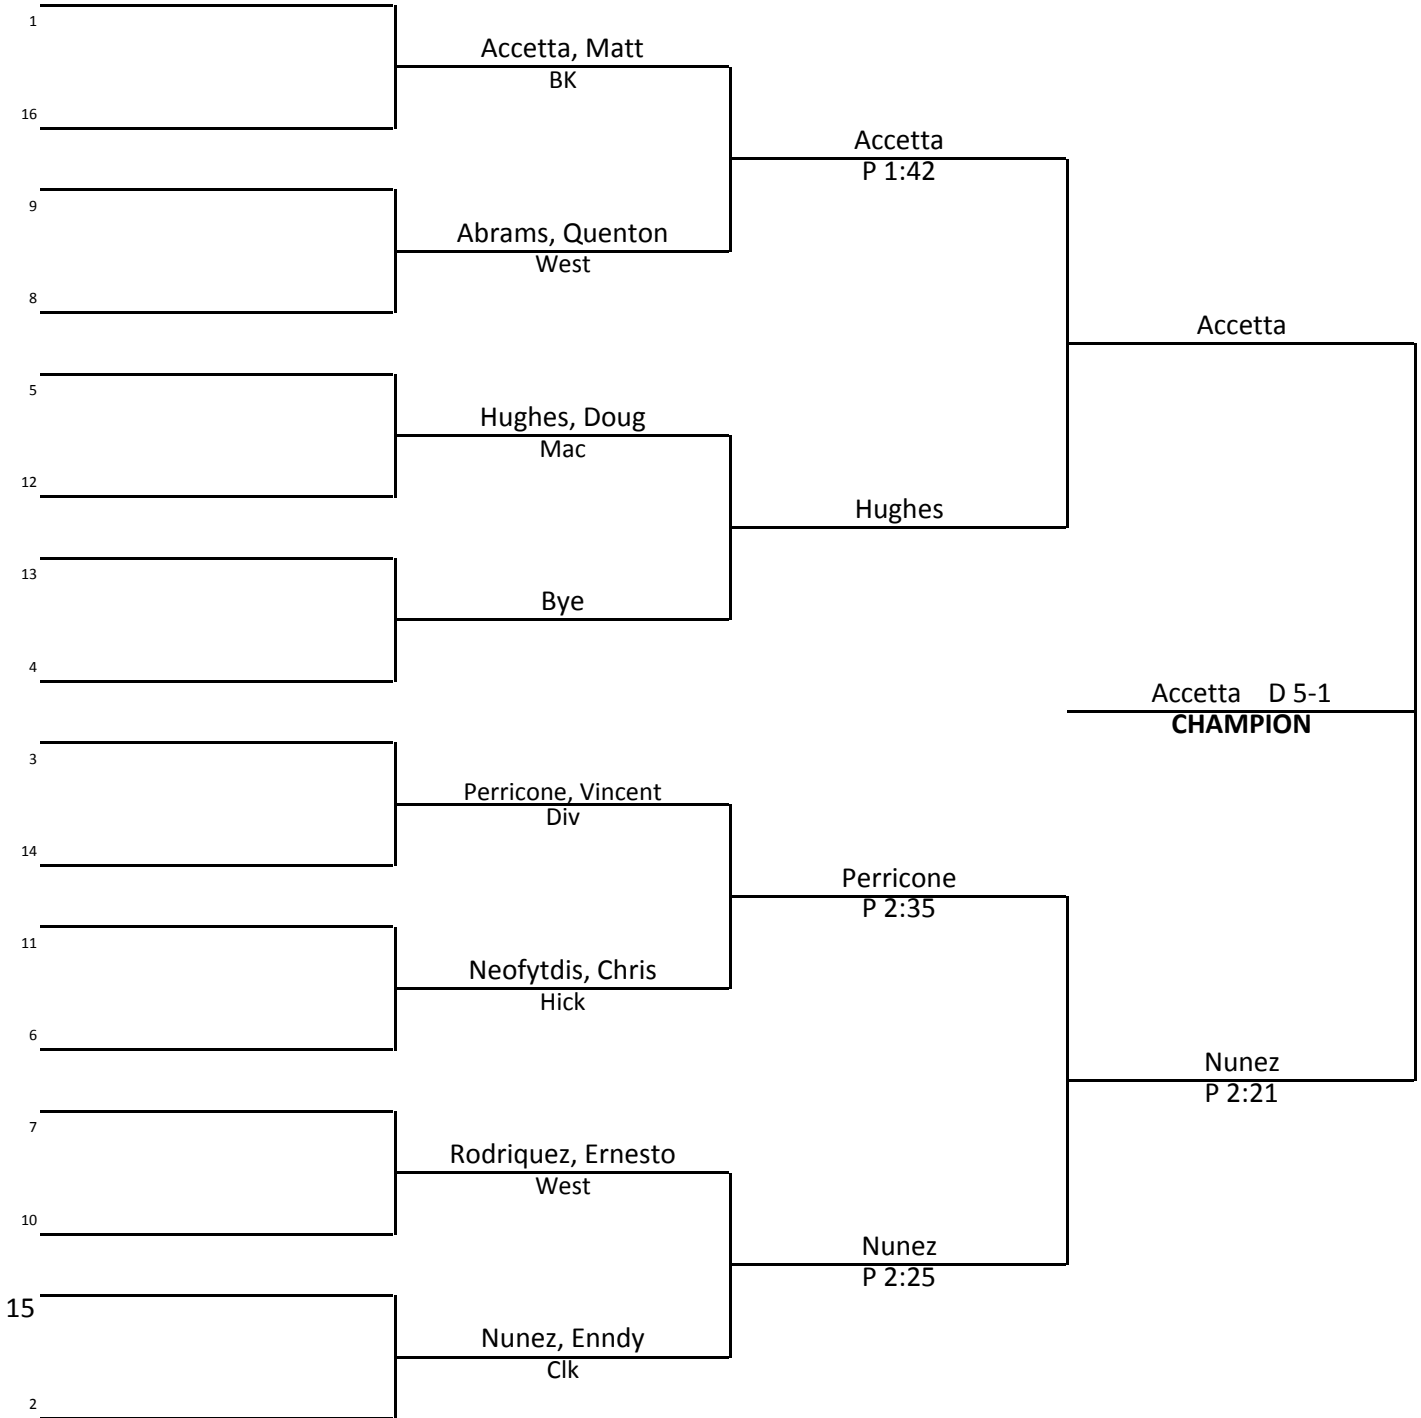 1
Accetta, Matt
BK
16
Accetta
P 1:42
9
Abrams, Quenton
West
8
Accetta
5
Hughes, Doug
Mac
12
Hughes
13
Bye
4
Accetta D 5-1
CHAMPION
3
Perricone, Vincent
Div
14
Perricone
P 2:35
11
Neofytdis, Chris
Hick
6
Nunez
P 2:21
7
Rodriquez, Ernesto
West
10
Nunez
P 2:25
15
Nunez, Enndy
Clk
2